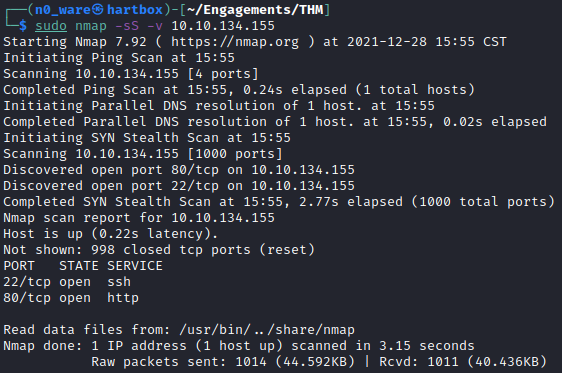 ┌──(n0_ware㉿hartbox)-[~/Engagements/THM]
└─$ sudo nmap -sS -v 10.10.134.155
Starting Nmap 7.92 ( https://nmap.org ) at 2021-12-28 15:55 CST
Initiating Ping Scan at 15:55
Scanning 10.10.134.155 [4 ports]
Completed Ping Scan at 15:55, 0.24s elapsed (1 total hosts)
Initiating Parallel DNS resolution of 1 host. at 15:55
Completed Parallel DNS resolution of 1 host. at 15:55, 0.02s elapsed
Initiating SYN Stealth Scan at 15:55
Scanning 10.10.134.155 [1000 ports]
Discovered open port 80/tcp on 10.10.134.155
Discovered open port 22/tcp on 10.10.134.155
Completed SYN Stealth Scan at 15:55, 2.77s elapsed (1000 total ports)
Nmap scan report for 10.10.134.155
Host is up (0.22s latency).
Not shown: 998 closed tcp ports (reset)
PORT   STATE SERVICE
22/tcp open  ssh
80/tcp open  http
Read data files from: /usr/bin/../share/nmap
Nmap done: 1 IP address (1 host up) scanned in 3.15 seconds
Raw packets sent: 1014 (44.592KB) | Rcvd: 1011 (40.436KB)